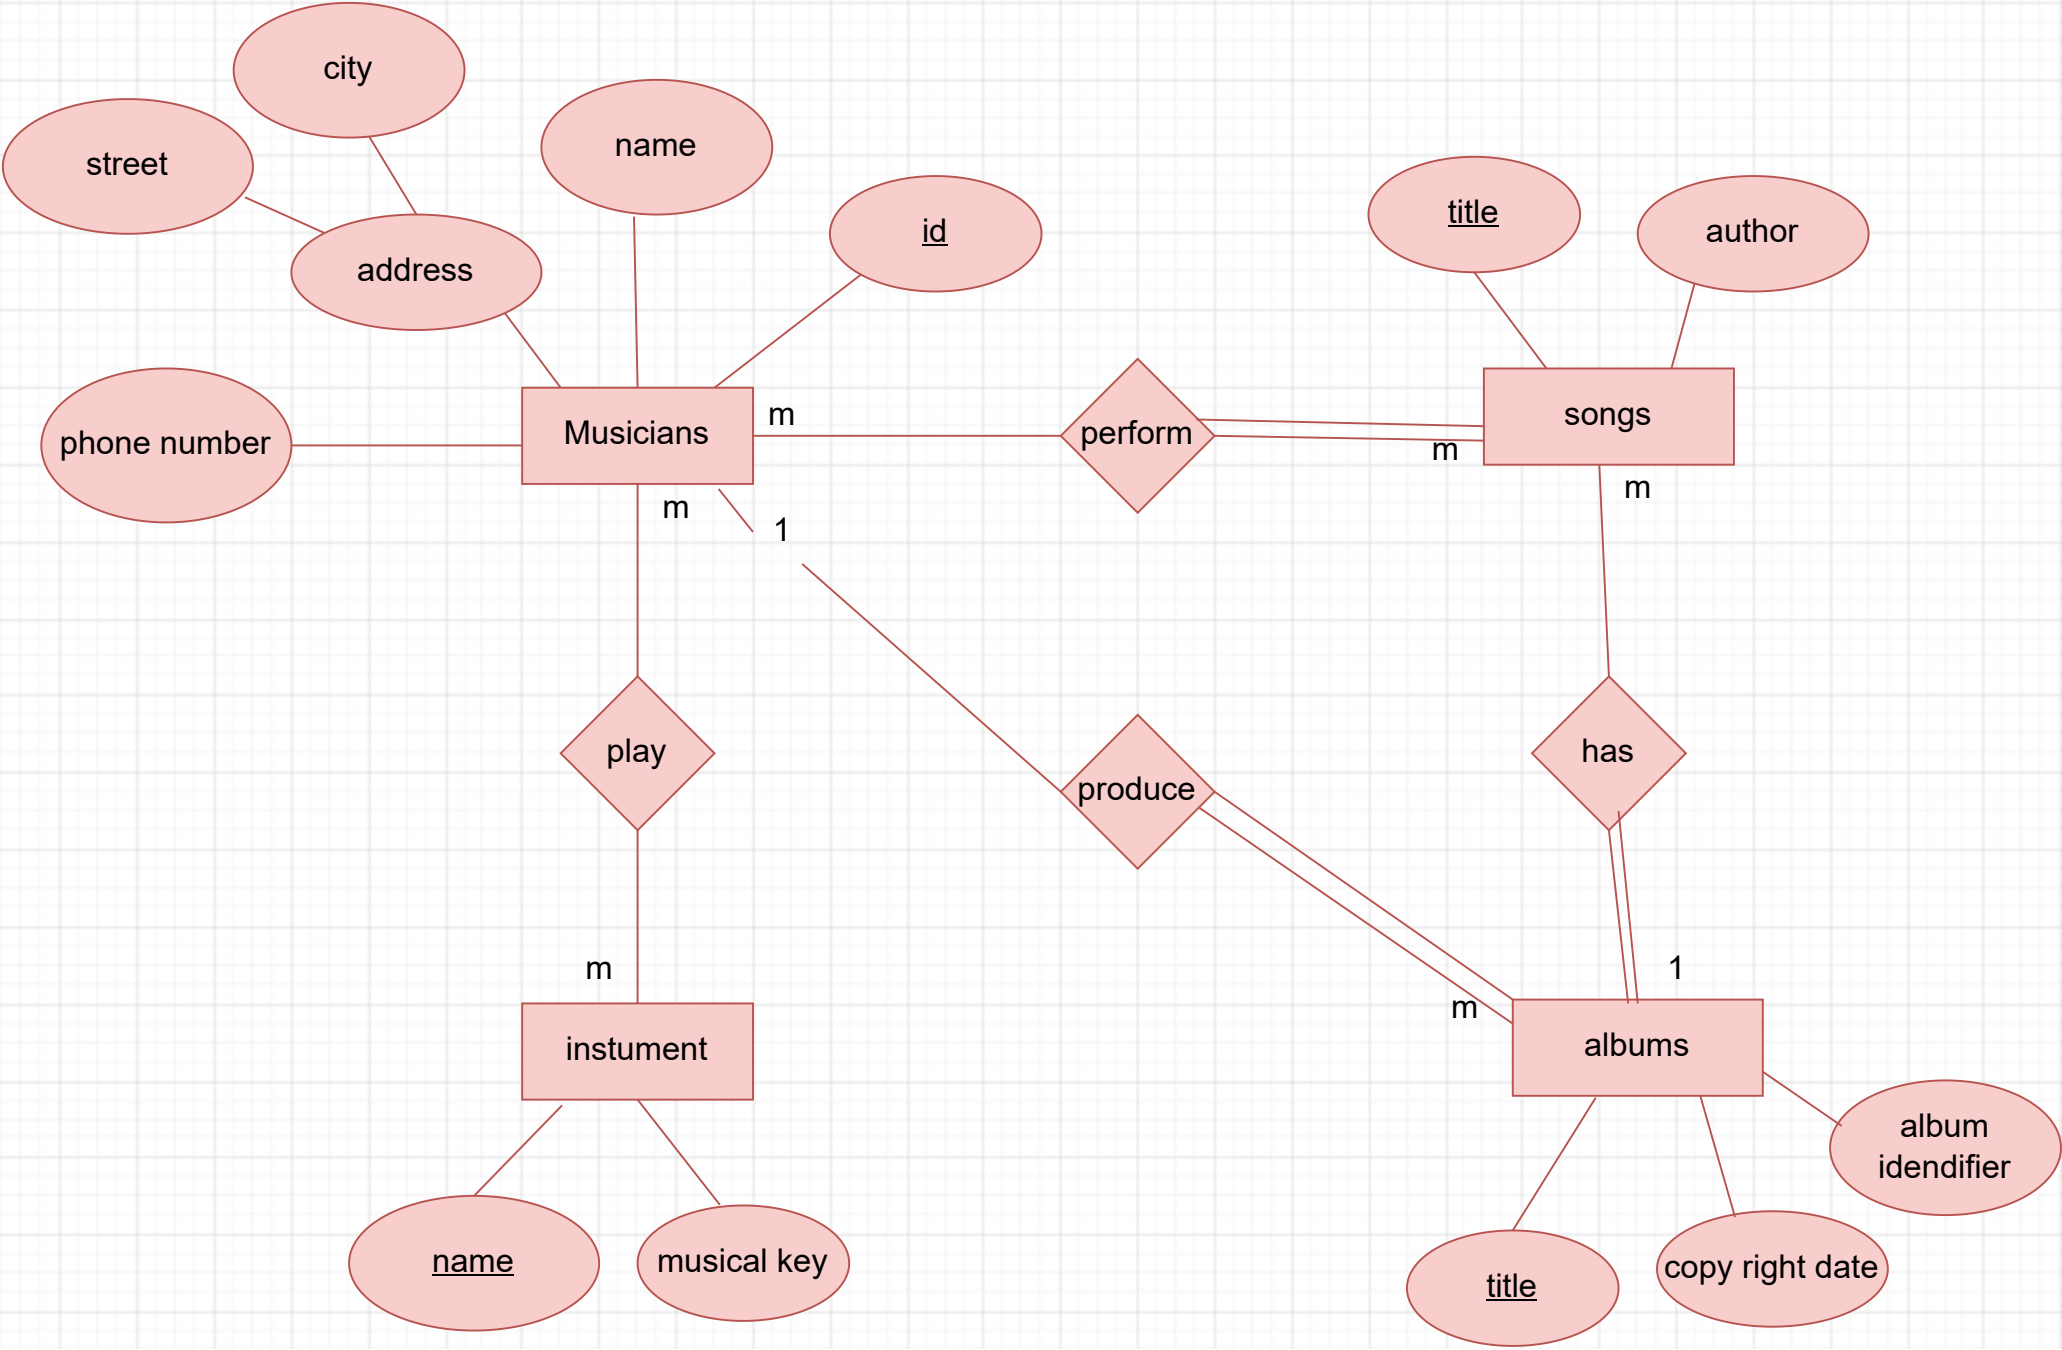 city
street
name
id
address
title
author
phone number
Musicians
m
perform
m
songs
m
1
m
play
produce
has
m
1
m
instument
albums
album
idendifier
name
musical key
title
copy right date